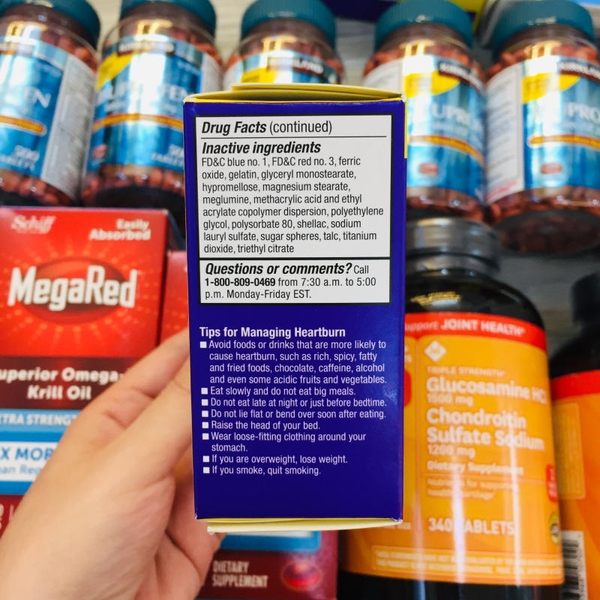 KIRKLAND
500
TABLETS
Drug Facts (continued)
Inactive ingredients
FD&C blue no. 1, FD&C red no. 3, ferric
oxide, gelatin, glyceryl monostearate,
hypromellose, magnesium stearate,
meglumine, methacrylic acid and ethyl
acrylate copolymer dispersion, polyethylene
glycol, polysorbate 80, shellac, sodium
lauryl sulfate, sugar spheres, talc, titanium
dioxide, triethyl citrate
Questions or comments? Call
1-800-809-0469 from 7:30 a.m. to 5:00
p.m. Monday-Friday EST.
Tips for Managing Heartburn
■ Avoid foods or drinks that are more likely to
cause heartburn, such as rich, spicy, fatty
and fried foods, chocolate, caffeine, alcohol
and even some acidic fruits and vegetables.
■ Eat slowly and do not eat big meals.
■ Do not eat late at night or just before bedtime.
■ Do not lie flat or bend over soon after eating.
■ Raise the head of your bed.
■ Wear loose-fitting clothing around your
stomach.
■ If you are overweight, lose weight.
■ If you smoke, quit smoking.
Schiff
Easily
Absorbed
MegaRed
Superior Omega-
Krill Oil
EXTRA STRENGTH
DIETARY
SUPPLEMENT
JOINT HEALTH
TRIPLE STRENGTH
Glucosamine HCl
1500 mg
Chondroitin
Sulfate Sodium
1200 mg
Dietary Supplement
340 TABLETS